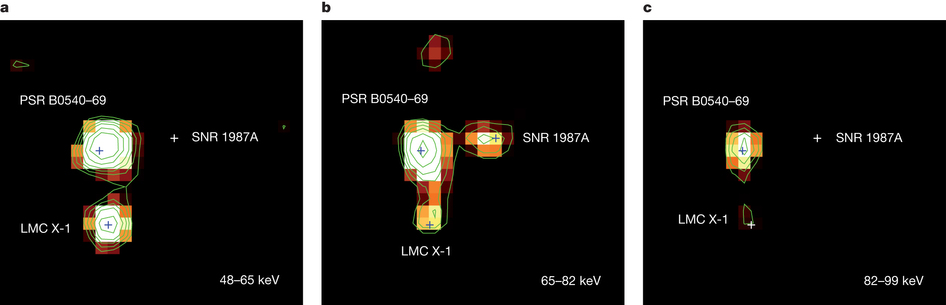 a
PSR B0540–69
SNR 1987A
LMC X-1
48–65 keV
b
PSR B0540–69
SNR 1987A
LMC X-1
65–82 keV
c
PSR B0540–69
SNR 1987A
LMC X-1
82–99 keV